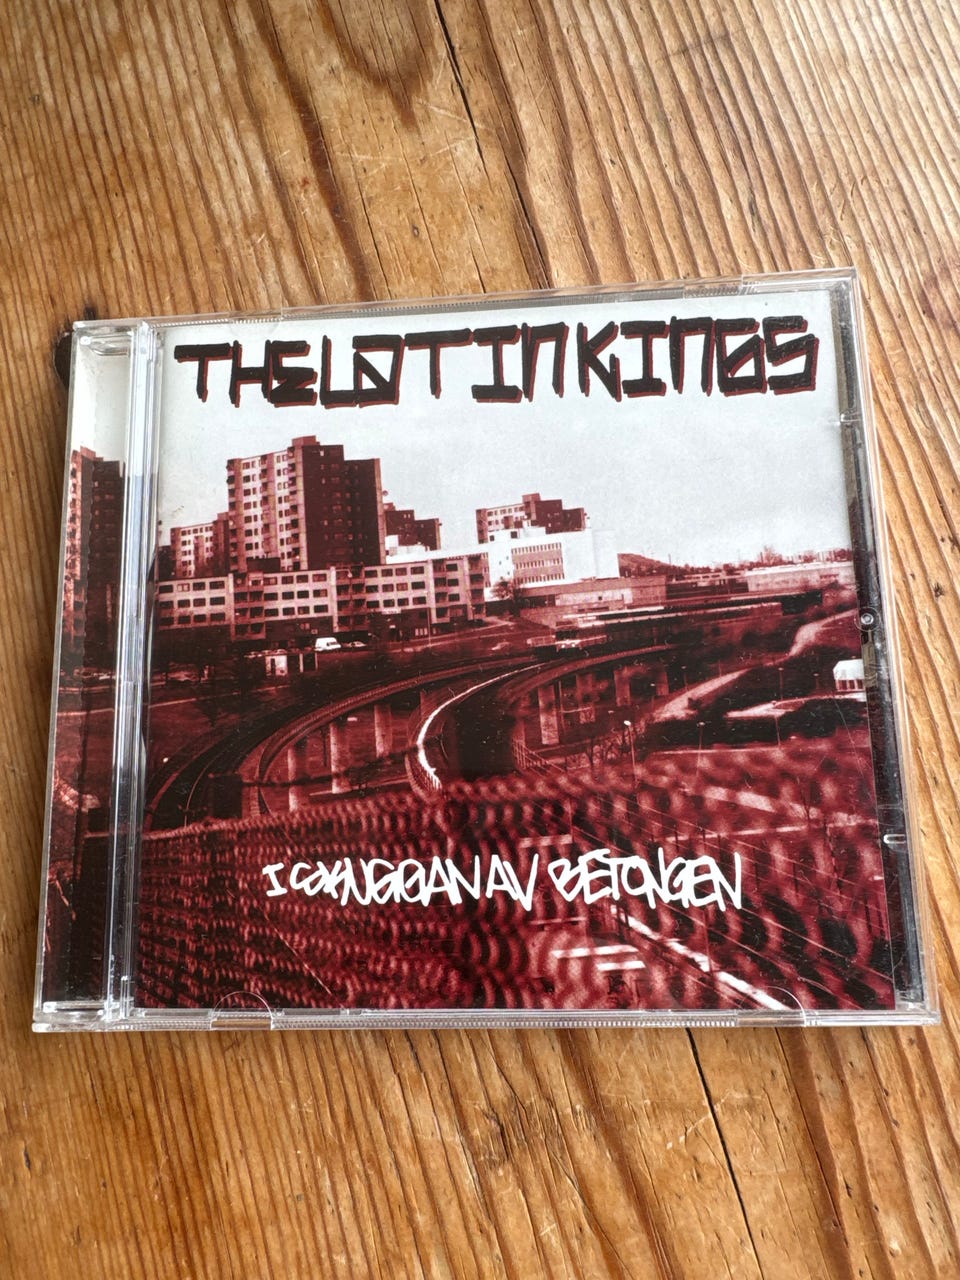 THE LATIN KINGS
I SKUGGAN AV BETONGEN